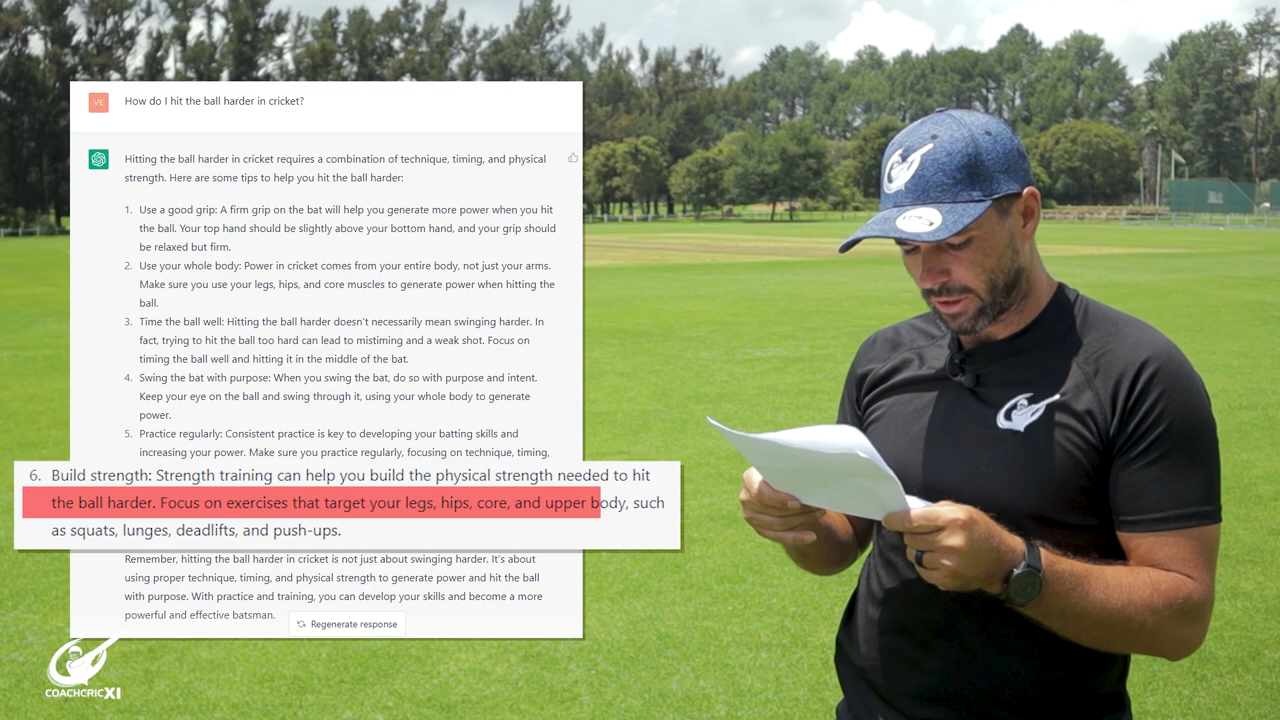 VE
How do I hit the ball harder in cricket?
Hitting the ball harder in cricket requires a combination of technique, timing, and physical
strength. Here are some tips to help you hit the ball harder:
1. Use a good grip: A firm grip on the bat will help you generate more power when you hit
the ball. Your top hand should be slightly above your bottom hand, and your grip should
be relaxed but firm.
2. Use your whole body: Power in cricket comes from your entire body, not just your arms.
Make sure you use your legs, hips, and core muscles to generate power when hitting the
ball.
3. Time the ball well: Hitting the ball harder doesn't necessarily mean swinging harder. In
fact, trying to hit the ball too hard can lead to mistiming and a weak shot. Focus on
timing the ball well and hitting it in the middle of the bat.
4. Swing the bat with purpose: When you swing the bat, do so with purpose and intent.
Keep your eye on the ball and swing through it, using your whole body to generate
power.
5. Practice regularly: Consistent practice is key to developing your batting skills and
increasing your power. Make sure you practice regularly, focusing on technique, timing,
6. Build strength: Strength training can help you build the physical strength needed to hit
the ball harder. Focus on exercises that target your legs, hips, core, and upper body, such
as squats, lunges, deadlifts, and push-ups.
Remember, hitting the ball harder in cricket is not just about swinging harder. It's about
using proper technique, timing, and physical strength to generate power and hit the ball
with purpose. With practice and training, you can develop your skills and become a more
powerful and effective batsman.
Regenerate response
COACHCRICXI